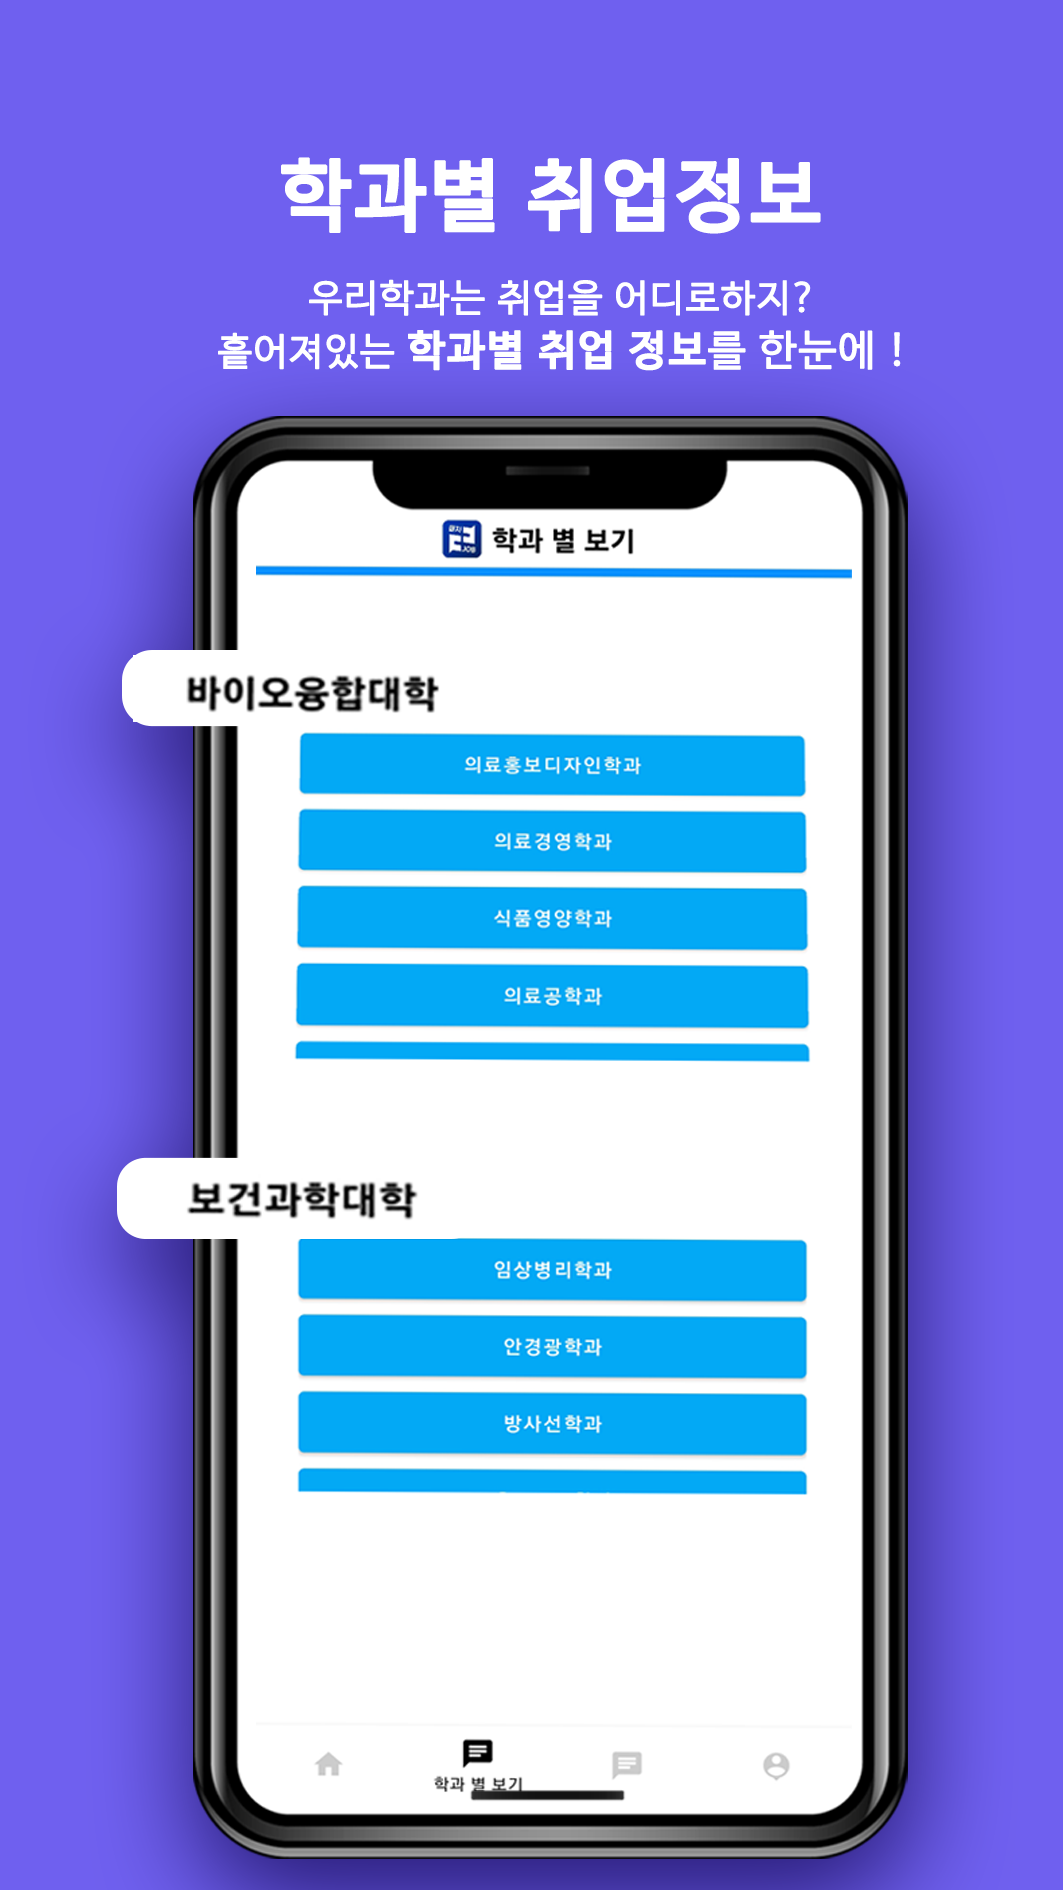 학과별 취업정보
우리학과는 취업을 어디로하지?
흩어져있는 학과별 취업 정보를 한눈에 !
JOB
학과 별 보기
바이오융합대학
의료홍보디자인학과
의료경영학과
식품영양학과
의료공학과
보건과학대학
임상병리학과
안경광학과
방사선학과
학과 별 보기